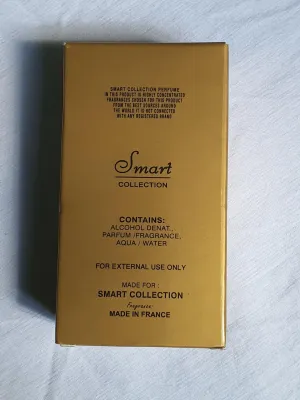 SMART COLLECTION PERFUME
IN THIS PRODUCT IS HIGHLY CONCENTRATED
FRAGRANCES CHOSEN FOR THIS PRODUCT
FROM THE BEST SOURCES AROUND
THE WORLD IT IS NOT CONNECTED
WITH ANY REGISTERED BRAND
Smart
COLLECTION
CONTAINS:
ALCOHOL DENAT.,
PARFUM /FRAGRANCE,
AQUA / WATER
FOR EXTERNAL USE ONLY
MADE FOR :
SMART COLLECTION
Fragrance
MADE IN FRANCE